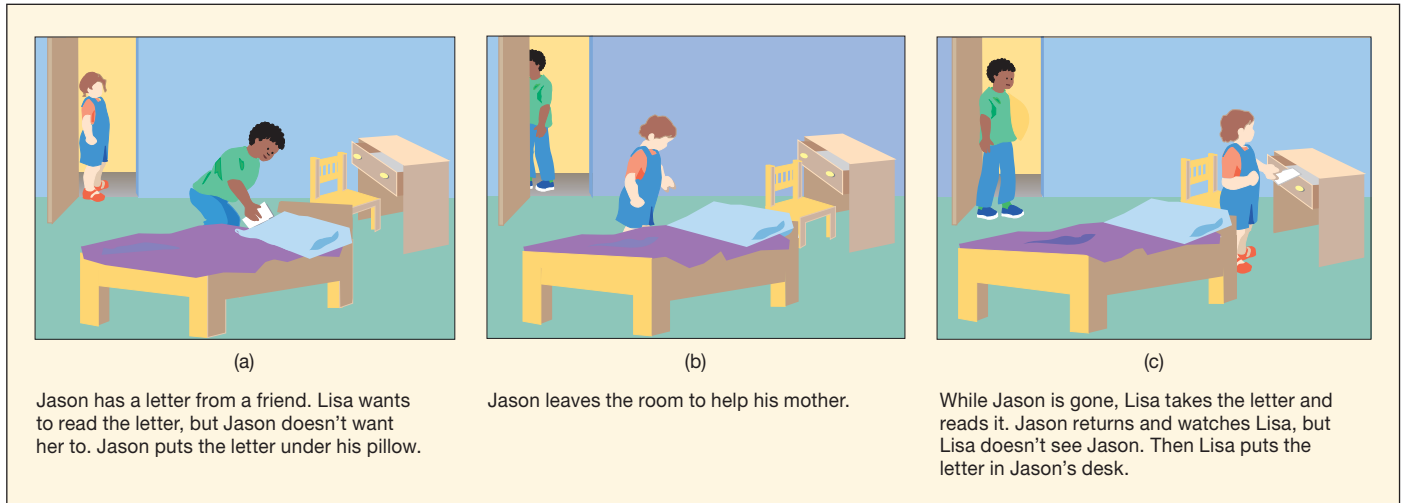 (a)
Jason has a letter from a friend. Lisa wants
to read the letter, but Jason doesn’t want
her to. Jason puts the letter under his pillow.
(b)
Jason leaves the room to help his mother.
(c)
While Jason is gone, Lisa takes the letter and
reads it. Jason returns and watches Lisa, but
Lisa doesn’t see Jason. Then Lisa puts the
letter in Jason’s desk.